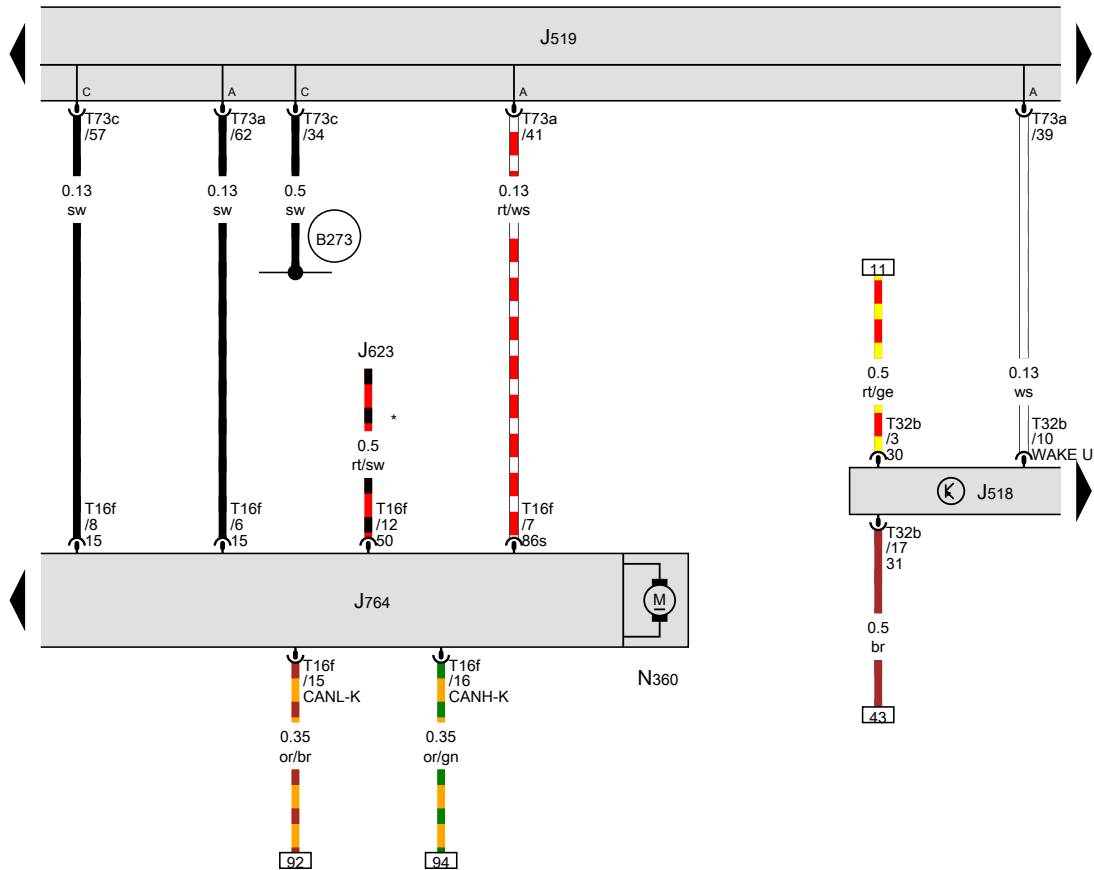 J519
C
A
C
A
A
T73c
/57
T73a
/62
T73c
/34
T73a
/41
T73a
/39
0.13
sw
0.13
sw
0.5
sw
0.13
rt/ws
B273
11
J623
*
0.5
rt/sw
0.5
rt/ge
0.13
ws
T32b
/3
30
T32b
/10
WAKE U
J518
T16f
/8
15
T16f
/6
15
T16f
/12
50
T16f
/7
86s
T32b
/17
31
J764
M
N360
0.5
br
43
T16f
/15
CANL-K
T16f
/16
CANH-K
0.35
or/br
0.35
or/gn
92
94